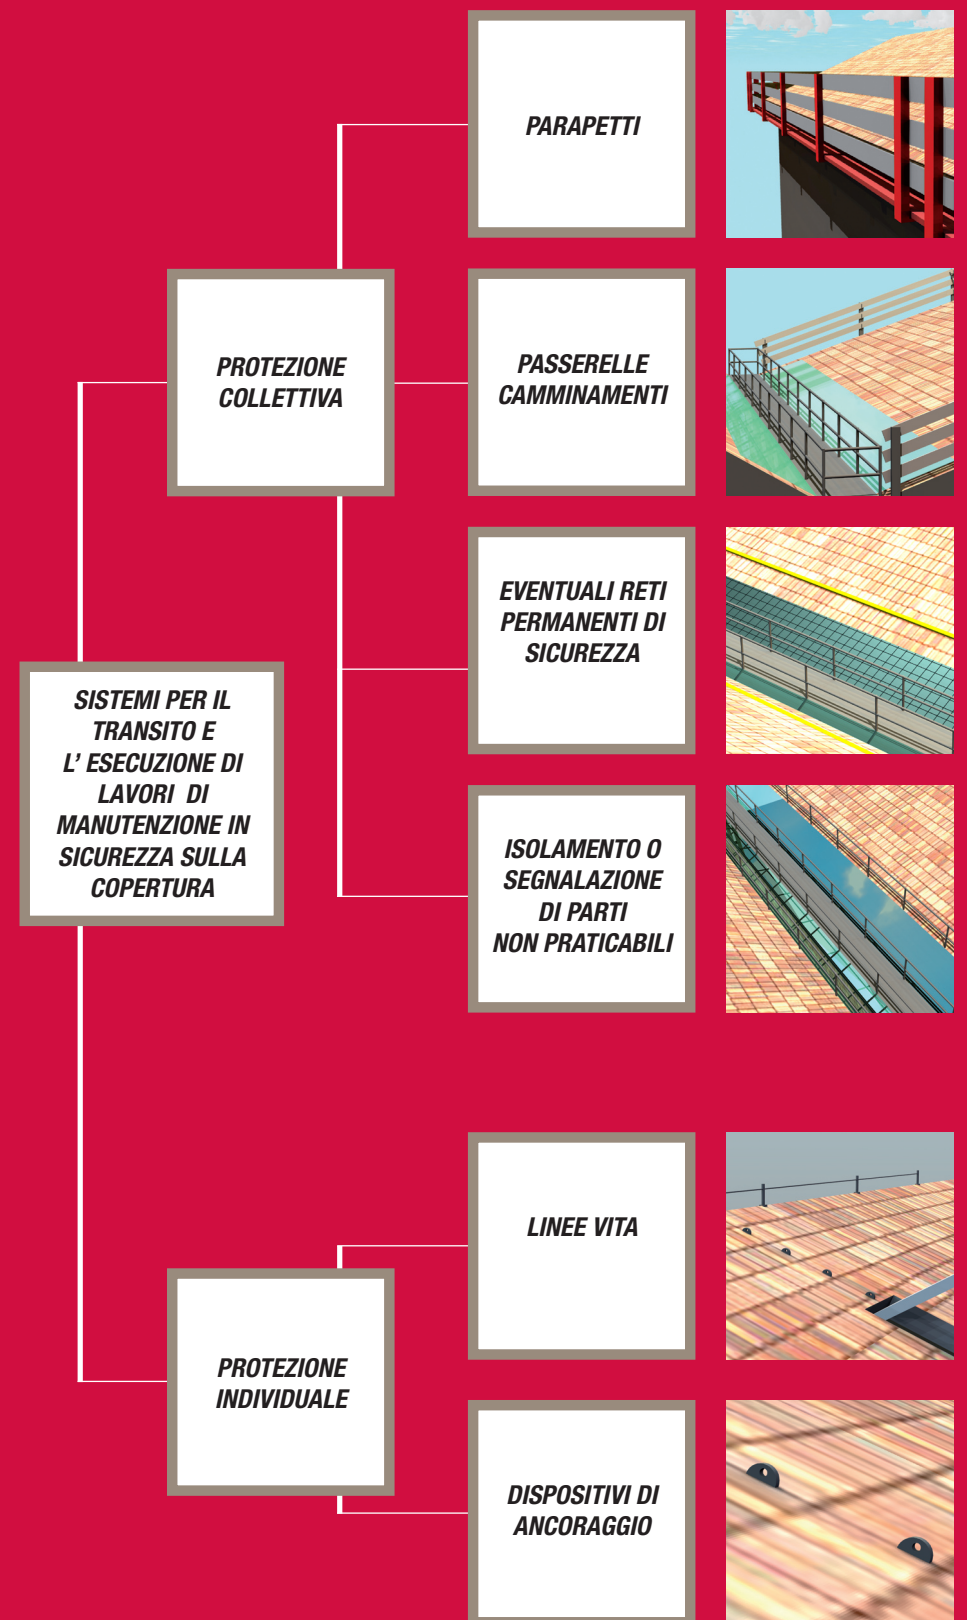 PARAPETTI
PROTEZIONE
COLLETTIVA
PASSERELLE
CAMMINAMENTI
EVENTUALI RETI
PERMANENTI DI
SICUREZZA
SISTEMI PER IL
TRANSITO E
L' ESECUZIONE DI
LAVORI DI
MANUTENZIONE IN
SICUREZZA SULLA
COPERTURA
ISOLAMENTO O
SEGNALAZIONE
DI PARTI
NON PRATICABILI
LINEE VITA
PROTEZIONE
INDIVIDUALE
DISPOSITIVI DI
ANCORAGGIO